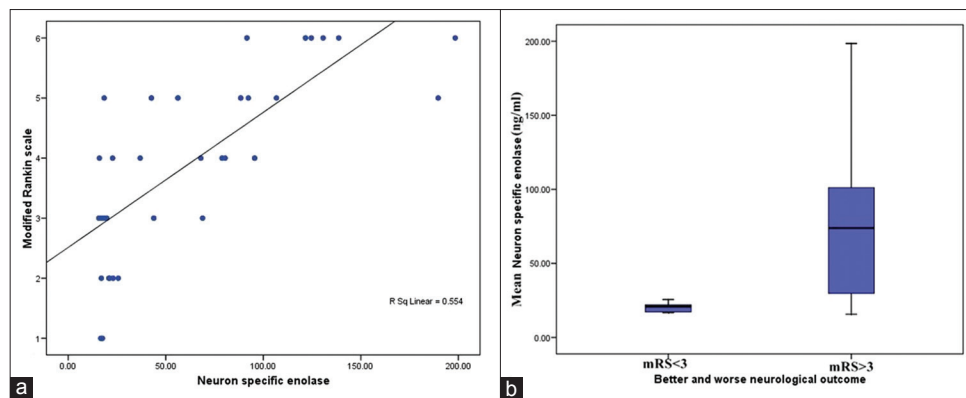 Modified Rankin scale
6
5
4
3
2
1
R Sq Linear = 0.554
0.00 50.00 100.00 150.00 200.00
Neuron specific enolase
a
Mean Neuron specific enolase(ng/ml)
200.00
150.00
100.00
50.00
0.00
mRS<3 mRS>3
Better and worse neurological outcome
b